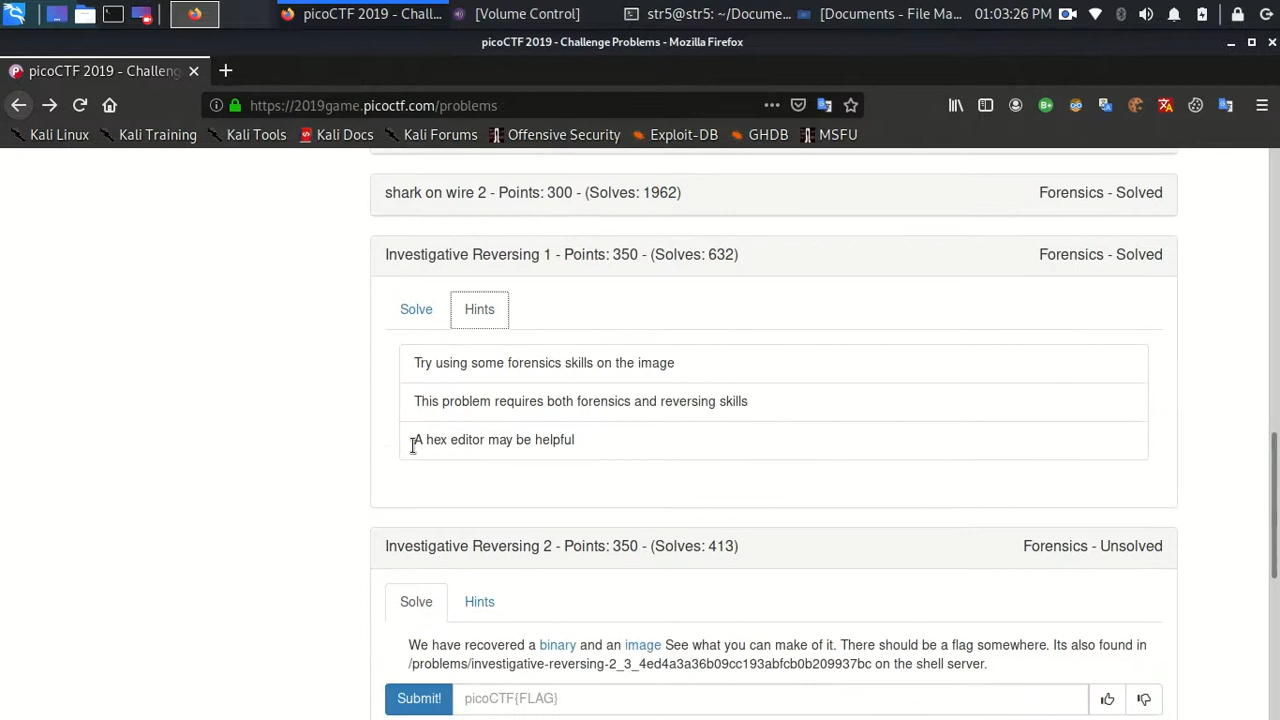 picoCTF 2019 - Chall...
[Volume Control]
str5@str5: ~/Docume...
[Documents - File Ma...
01:03:26 PM
picoCTF 2019 - Challenge Problems - Mozilla Firefox
picoCTF 2019 - Challeng
https://2019game.picoctf.com/problems
Kali Linux
Kali Training
Kali Tools
Kali Docs
Kali Forums
Offensive Security
Exploit-DB
GHDB
MSFU
shark on wire 2 - Points: 300 - (Solves: 1962)
Forensics - Solved
Investigative Reversing 1 - Points: 350 - (Solves: 632)
Forensics - Solved
Solve
Hints
Try using some forensics skills on the image
This problem requires both forensics and reversing skills
A hex editor may be helpful
Investigative Reversing 2 - Points: 350 - (Solves: 413)
Forensics - Unsolved
Solve
Hints
We have recovered a binary and an image See what you can make of it. There should be a flag somewhere. Its also found in
/problems/investigative-reversing-2_3_4ed4a3a36b09cc193abfcb0b209937bc on the shell server.
Submit!
picoCTF{FLAG}